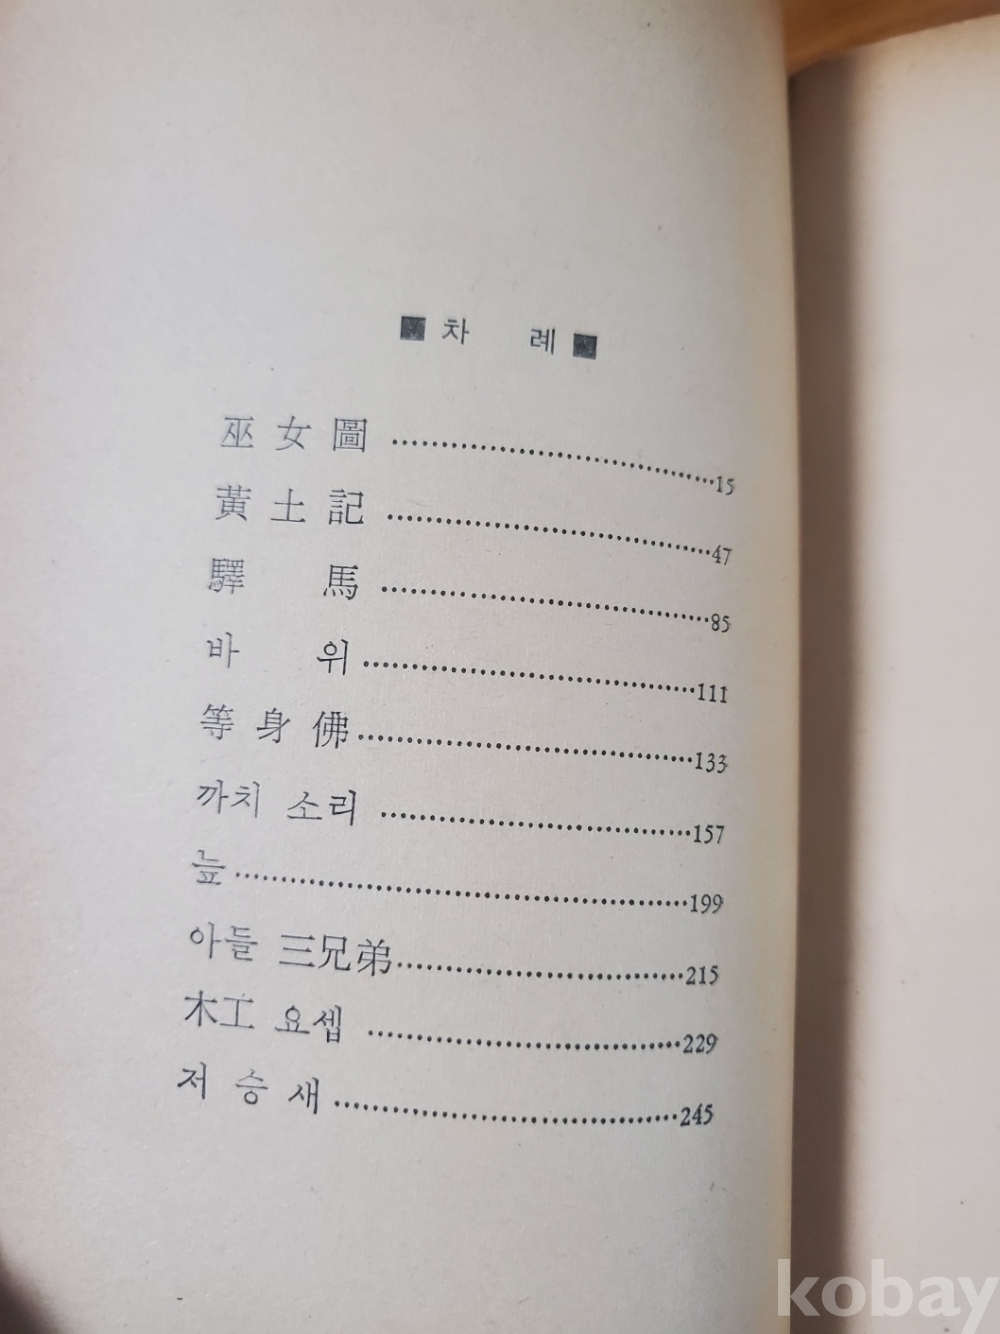 ■ 차 례 ■
巫女圖 ........................................15
黃土記 ........................................47
驛 馬 ........................................85
바 위 ........................................111
等身佛 ........................................133
까치 소리 ........................................157
늪 ........................................199
아들 三兄弟 ........................................215
木工 요셉 ........................................229
저승새 ........................................245
kobay